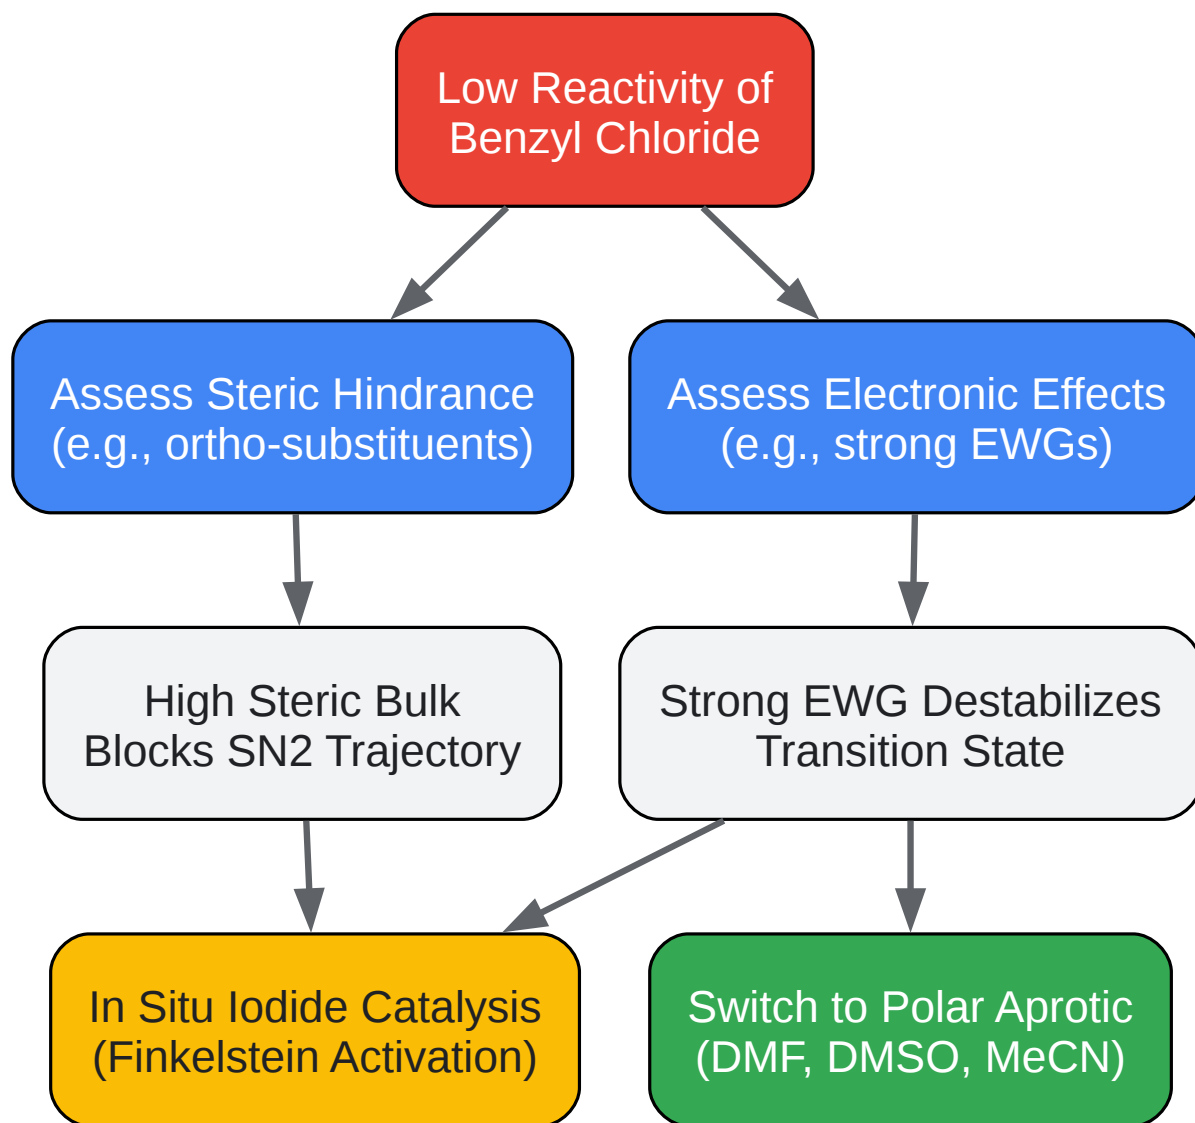 Low Reactivity of
Benzyl Chloride
Assess Steric Hindrance
(e.g., ortho-substituents)
Assess Electronic Effects
(e.g., strong EWGs)
High Steric Bulk
Blocks SN2 Trajectory
Strong EWG Destabilizes
Transition State
In Situ Iodide Catalysis
(Finkelstein Activation)
Switch to Polar Aprotic
(DMF, DMSO, MeCN)